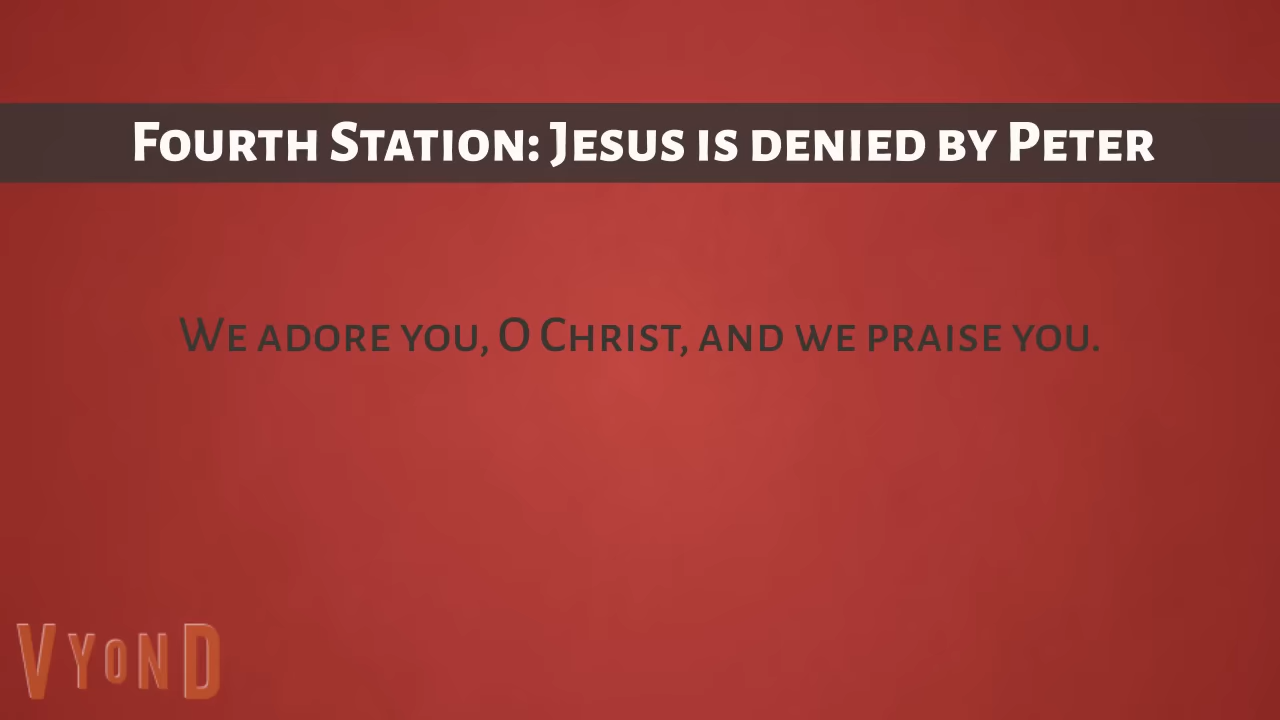 Fourth Station: Jesus is denied by Peter
We adore you, O Christ, and we praise you.
VYOND